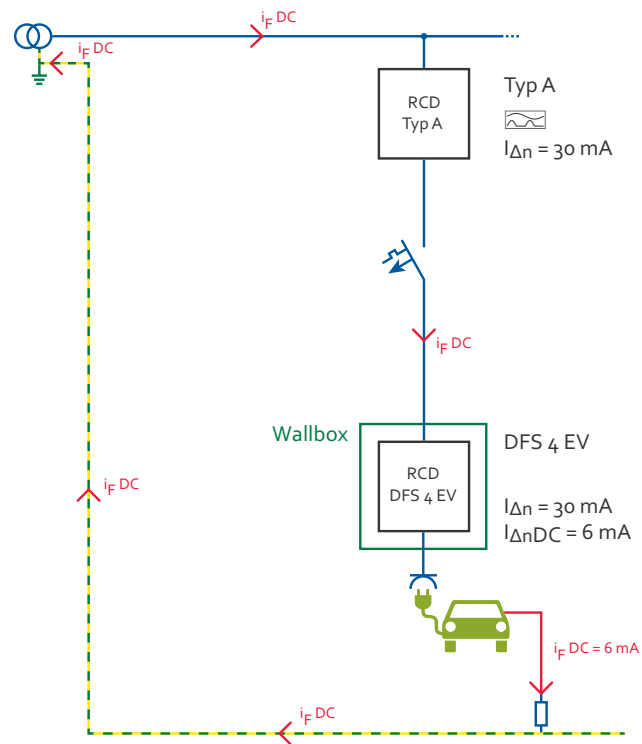 iF DC
iF DC
RCD
Typ A
Typ A
IΔn = 30 mA
iF DC
Wallbox
RCD
DFS 4 EV
DFS 4 EV
IΔn = 30 mA
IΔnDC = 6 mA
iF DC
iF DC = 6 mA
iF DC